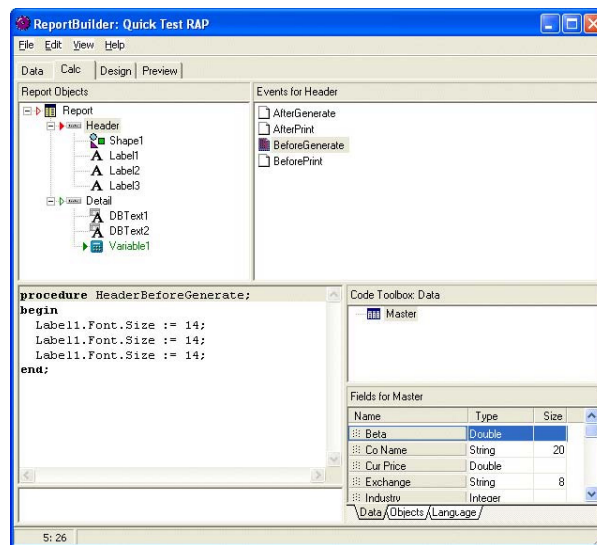 ReportBuilder: Quick Test RAP
File Edit View Help
Data Calc Design Preview
Report Objects
Report
Header
Shape1
Label1
Label2
Label3
Detail
DBText1
DBText2
Variable1
Events for Header
AfterGenerate
AfterPrint
BeforeGenerate
BeforePrint
procedure HeaderBeforeGenerate;
begin
Label1.Font.Size := 14;
Label1.Font.Size := 14;
Label1.Font.Size := 14;
end;
Code Toolbox: Data
Master
Fields for Master
Name Type Size
Beta Double
Co Name String 20
Cur Price Double
Exchange String 8
Industry Integer
Data Objects Language
5: 26